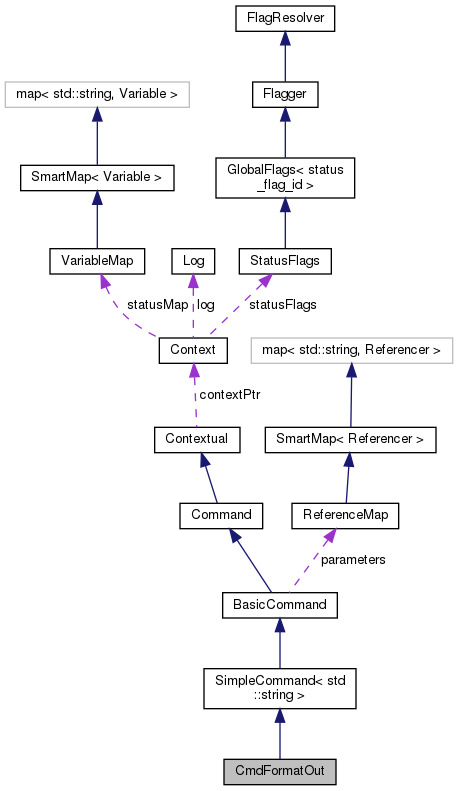 FlagResolver
map< std::string, Variable >
Flagger
SmartMap< Variable >
GlobalFlags< status
_flag_id >
VariableMap
Log
StatusFlags
statusMap
log
statusFlags
Context
map< std::string, Referencer >
contextPtr
Contextual
SmartMap< Referencer >
Command
ReferenceMap
parameters
BasicCommand
SimpleCommand< std
::string >
CmdFormatOut